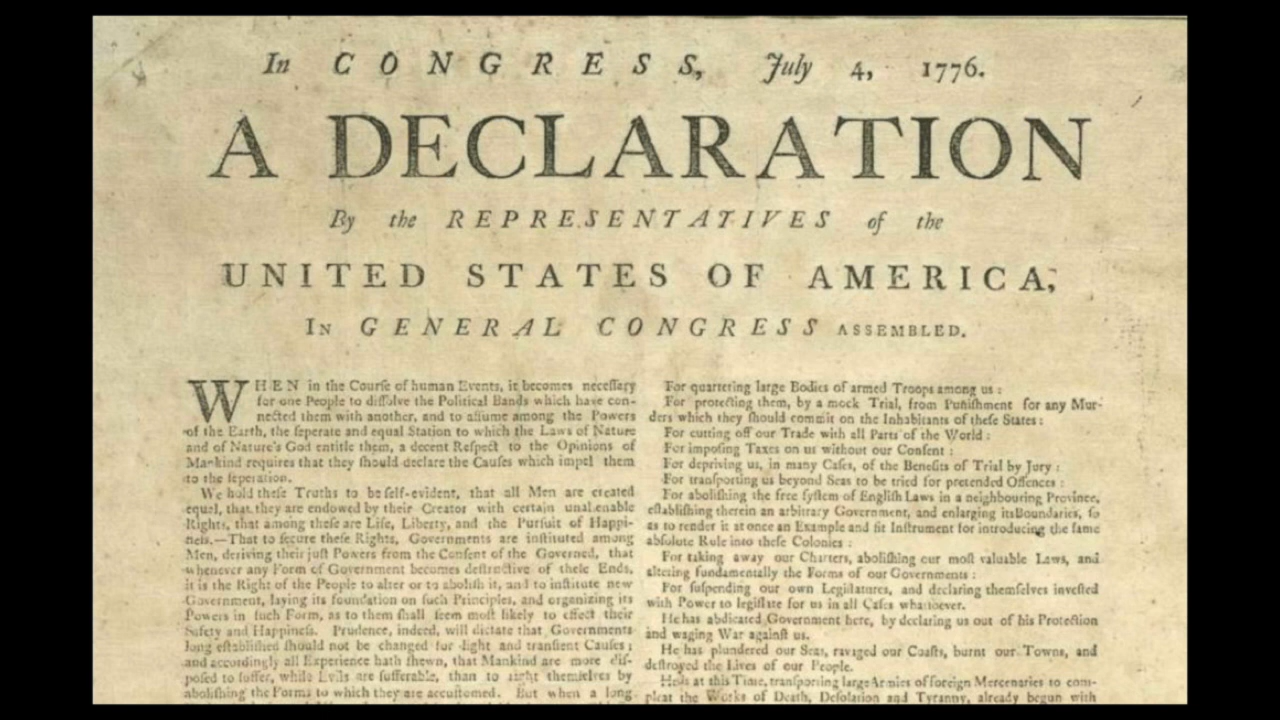 In CONGRESS, July 4, 1776.
A DECLARATION
By the REPRESENTATIVES of the
UNITED STATES OF AMERICA,
IN GENERAL CONGRESS ASSEMBLED.
WHEN in the Courſe of human Events, it becomes neceſſary
for one People to diſſolve the Political Bands which have con-
nected them with another, and to aſſume among the Powers
of the Earth, the ſeperate and equal Station to which the Laws of Nature
and of Nature's God entitle them, a decent Reſpect to the Opinions of
Mankind requires that they ſhould declare the Cauſes which impel them
to the ſeperation.
We hold theſe Truths to be ſelf-evident, that all Men are created
equal, that they are endowed by their Creator with certain unalienable
Rights, that among theſe are Life, Liberty, and the Purſuit of Happi-
neſs.—That to ſecure theſe Rights, Governments are inſtituted among
Men, deriving their juſt Powers from the Conſent of the Governed, that
whenever any Form of Government becomes deſtructive of theſe Ends,
it is the Right of the People to alter or to aboliſh it, and to inſtitute new
Government, laying its foundation on ſuch Principles, and organizing its
Powers in ſuch Form, as to them ſhall ſeem moſt likely to effect their
Safety and Happineſs. Prudence, indeed, will dictate that Governments
long eſtabliſhed ſhould not be changed for light and tranſient Cauſes;
and accordingly all Experience hath ſhewn, that Mankind are more diſ-
poſed to ſuffer, while Evils are ſufferable, than to right themſelves by
aboliſhing the Forms to which they are accuſtomed. But when a long
For quartering large Bodies of armed Troops among us:
For protecting them, by a mock Trial, from Puniſhment for any Mur-
ders which they ſhould commit on the Inhabitants of theſe States:
For cutting off our Trade with all Parts of the World:
For impoſing Taxes on us without our Conſent:
For depriving us, in many Caſes, of the Benefits of Trial by Jury:
For tranſporting us beyond Seas to be tried for pretended Offences:
For aboliſhing the free ſyſtem of Engliſh Laws in a neighbouring Province,
eſtabliſhing therein an arbitrary Government, and enlarging its Boundaries, ſo
as to render it at once an Example and fit Inſtrument for introducing the ſame
abſolute Rule into theſe Colonies:
For taking away our Charters, aboliſhing our moſt valuable Laws, and
altering fundamentally the Forms of our Governments:
For ſuſpending our own Legiſlatures, and declaring themſelves inveſted
with Power to legiſlate for us in all Caſes whatſoever.
He has abdicated Government here, by declaring us out of his Protection
and waging War againſt us.
He has plundered our Seas, ravaged our Coaſts, burnt our Towns, and
deſtroyed the Lives of our People.
He is at this Time, tranſporting large Armies of foreign Mercenaries to com-
pleat the Works of Death, Deſolation and Tyranny, already begun with